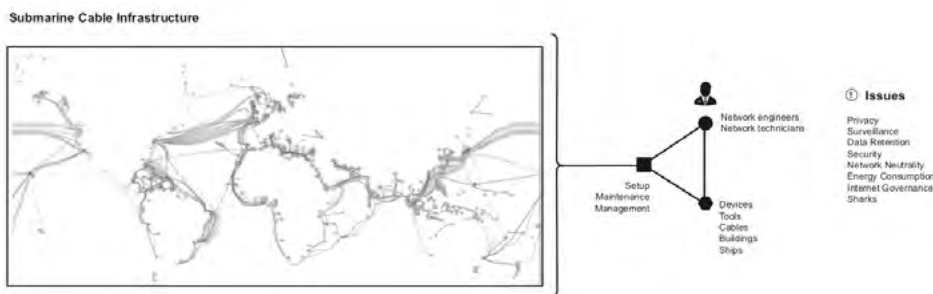 Submarine Cable Infrastructure
Network engineers
Network technicians
Setup
Maintenance
Management
Devices
Tools
Cables
Buildings
Ships
Issues
Privacy
Surveillance
Data Retention
Security
Network Neutrality
Energy Consumption
Internet Governance
Sharks